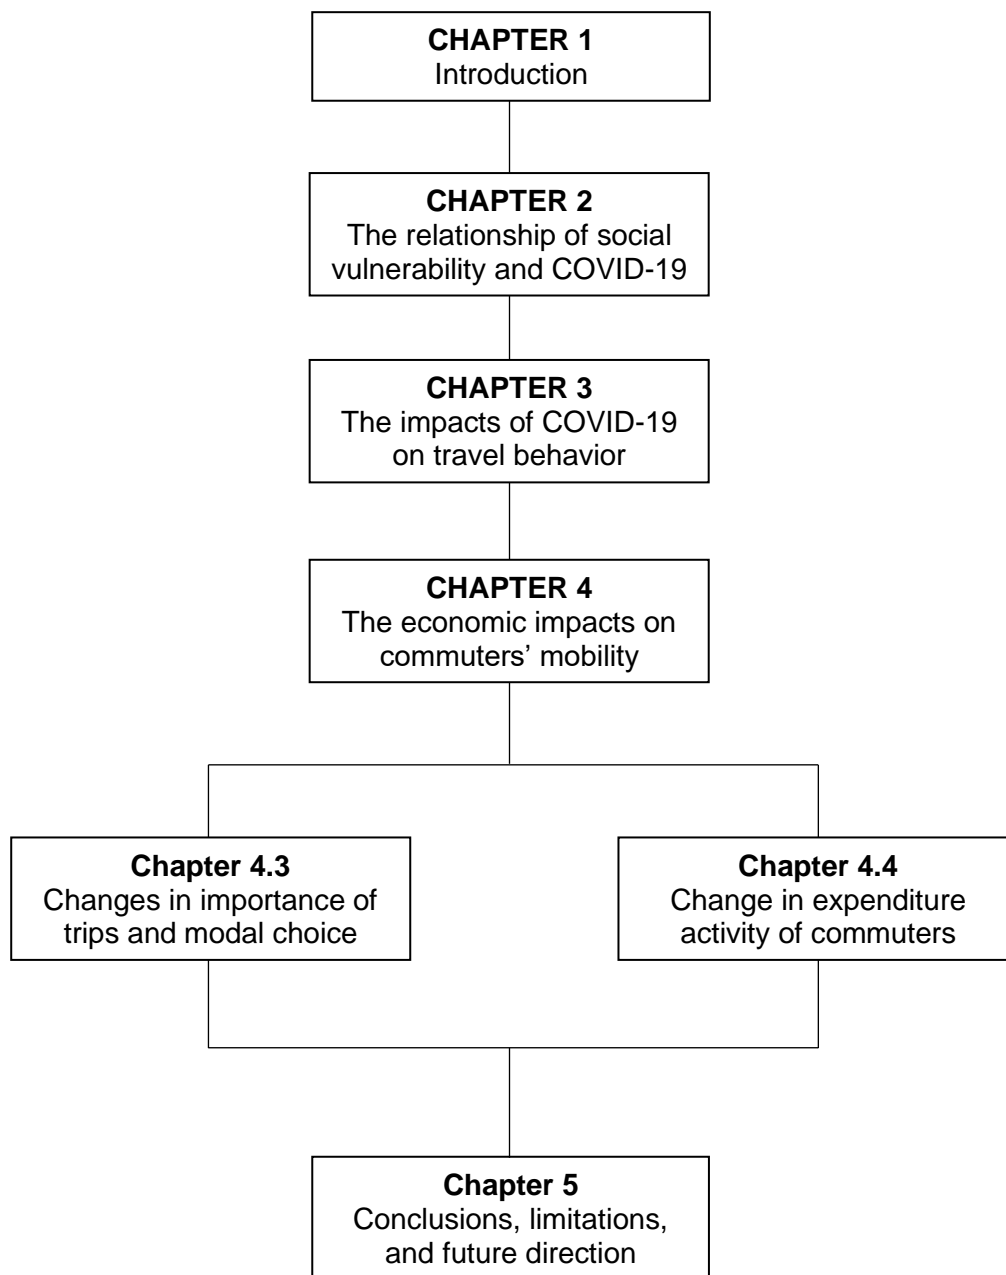 CHAPTER 1
Introduction
CHAPTER 2
The relationship of social
vulnerability and COVID-19
CHAPTER 3
The impacts of COVID-19
on travel behavior
CHAPTER 4
The economic impacts on
commuters’ mobility
Chapter 4.3
Changes in importance of
trips and modal choice
Chapter 4.4
Change in expenditure
activity of commuters
Chapter 5
Conclusions, limitations,
and future direction